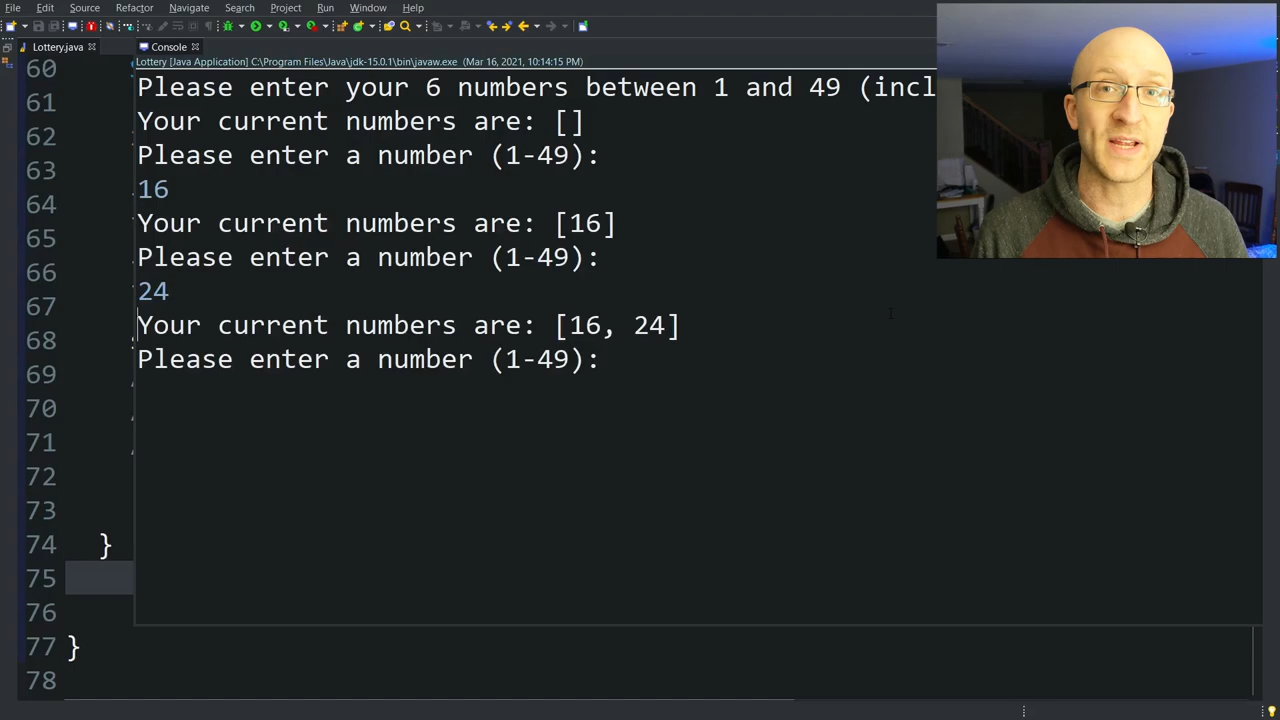 File Edit Source Refactor Navigate Search Project Run Window Help
Lottery.java
Console
Lottery [Java Application] C:\Program Files\Java\jdk-15.0.1\bin\javaw.exe (Mar 16, 2021, 10:14:15 PM)
60
Please enter your 6 numbers between 1 and 49 (incl
61
Your current numbers are: []
62
Please enter a number (1-49):
63
16
64
Your current numbers are: [16]
65
Please enter a number (1-49):
66
24
67
Your current numbers are: [16, 24]
68
Please enter a number (1-49):
69
70
71
72
73
74 }
75
76
77 }
78